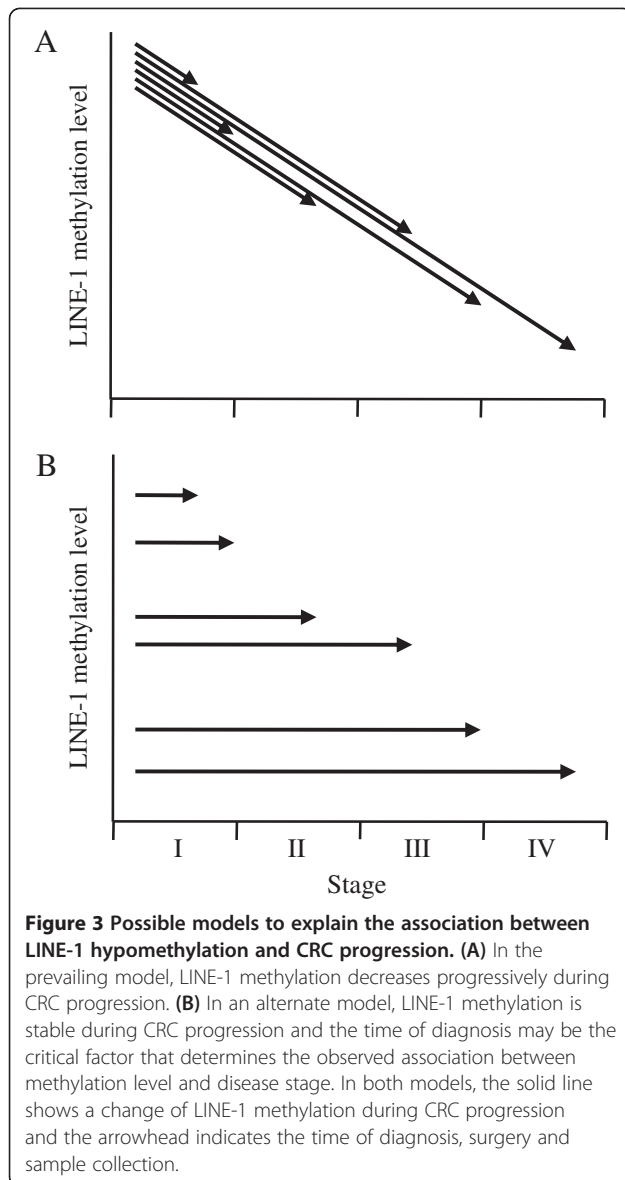 A
LINE-1 methylation level
B
LINE-1 methylation level
I II III IV
Stage
Figure 3 Possible models to explain the association between
LINE-1 hypomethylation and CRC progression. (A) In the
prevailing model, LINE-1 methylation decreases progressively during
CRC progression. (B) In an alternate model, LINE-1 methylation is
stable during CRC progression and the time of diagnosis may be the
critical factor that determines the observed association between
methylation level and disease stage. In both models, the solid line
shows a change of LINE-1 methylation during CRC progression
and the arrowhead indicates the time of diagnosis, surgery and
sample collection.